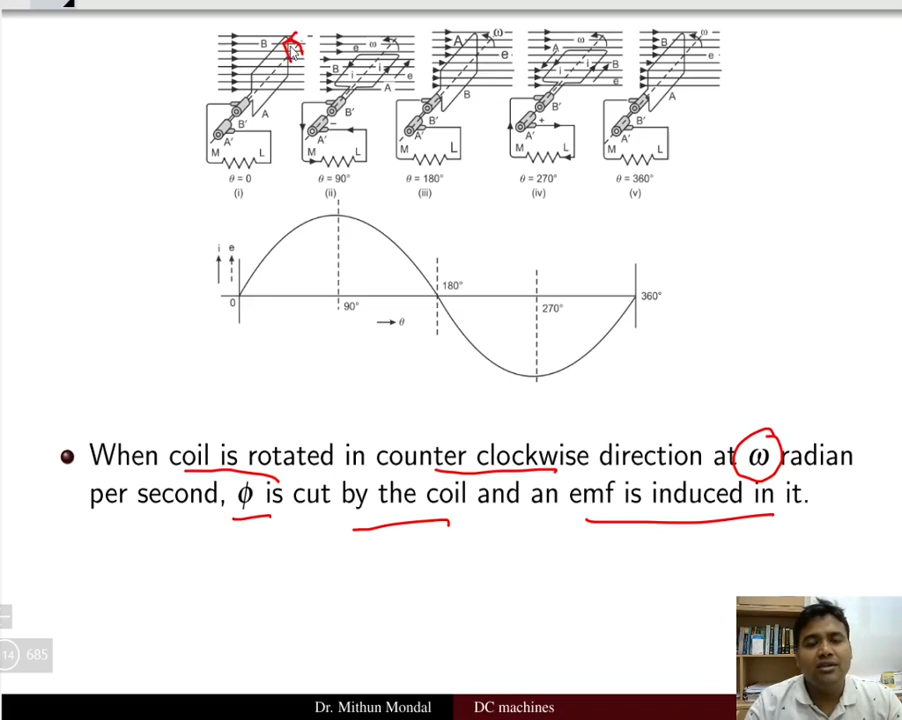 B
A
B'
A'
M
L
θ = 0
(i)
e
ω
B
i
i
e
A
B'
−
A'
M
L
θ = 90°
(ii)
A
ω
e
B
B'
A'
M
L
θ = 180°
(iii)
ω
A
i
i
B
e
B'
+
A'
M
L
θ = 270°
(iv)
B
ω
e
A
B'
A'
M
L
θ = 360°
(v)
i e
0
90°
θ
180°
270°
360°
When coil is rotated in counter clockwise direction at ω radian
per second, ϕ is cut by the coil and an emf is induced in it.
14 685
Dr. Mithun Mondal DC machines